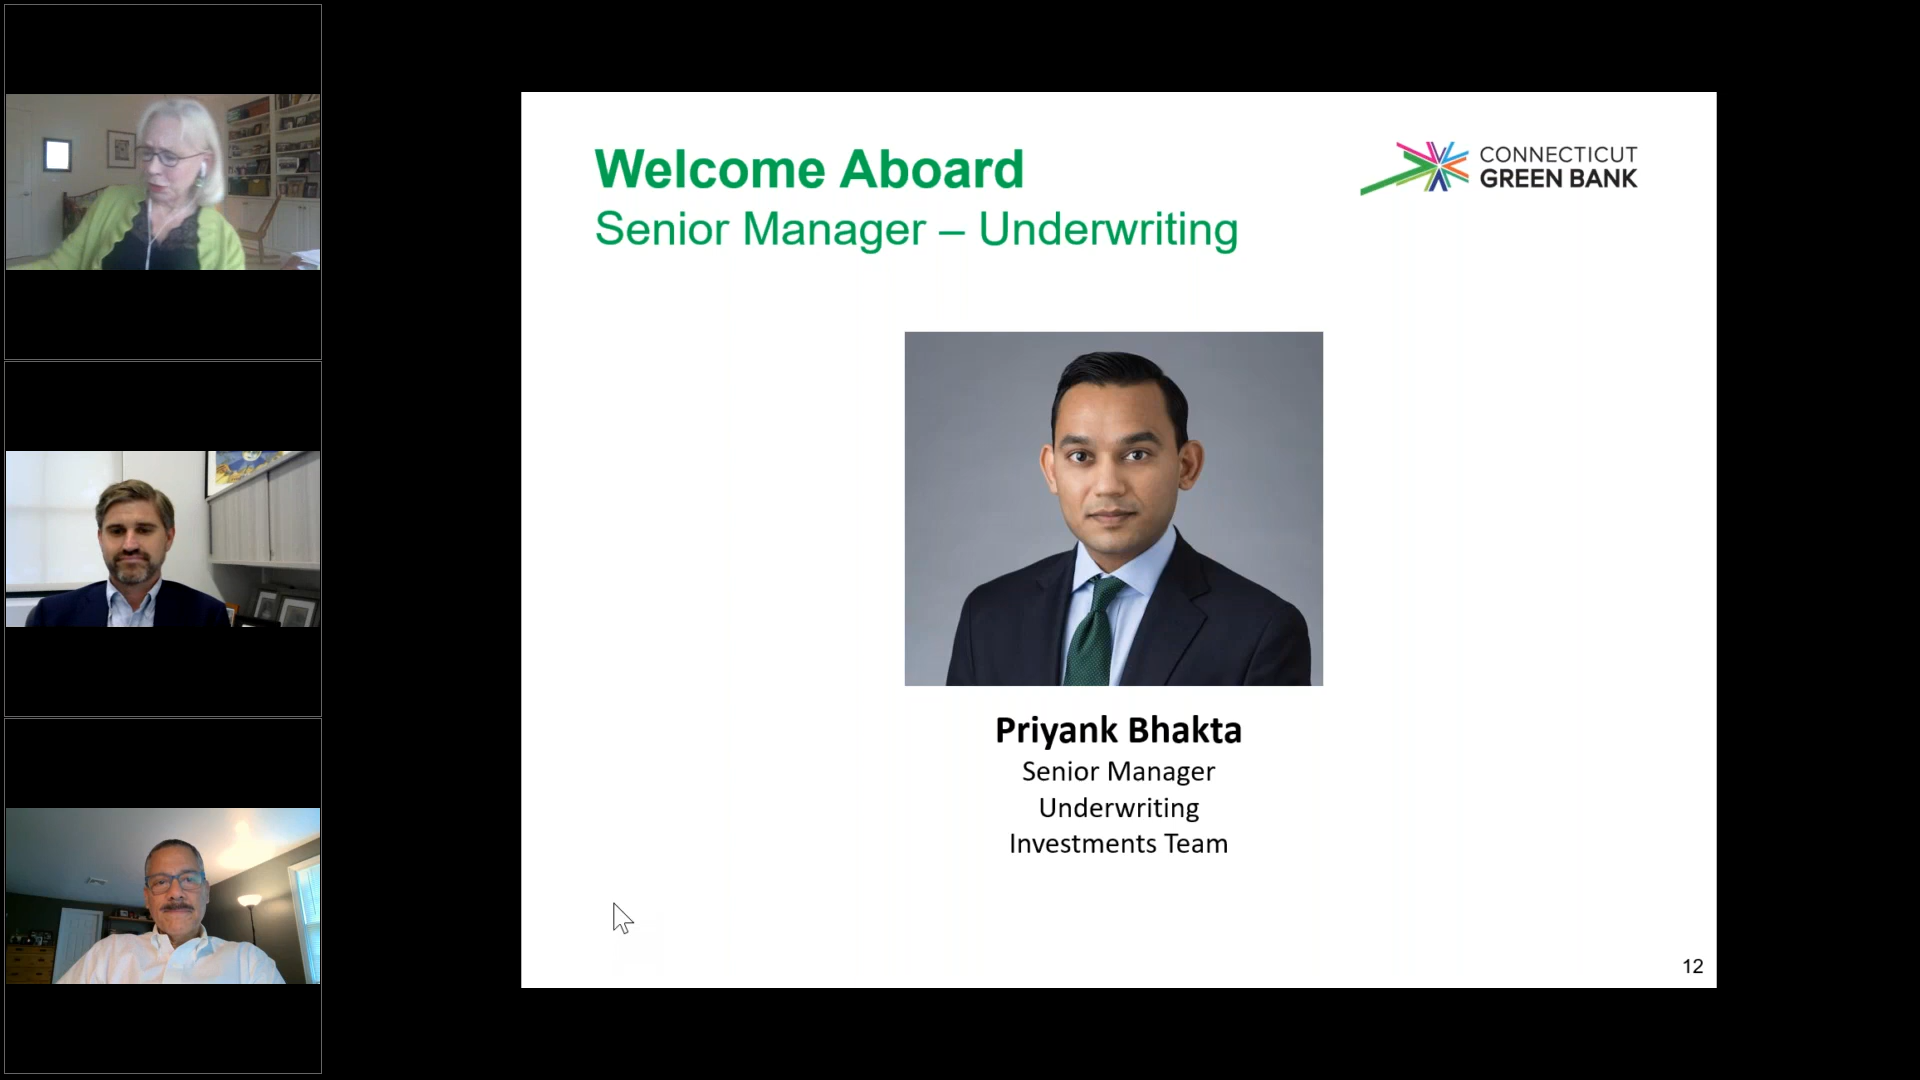 Welcome Aboard
Senior Manager – Underwriting
CONNECTICUT
GREEN BANK
Priyank Bhakta
Senior Manager
Underwriting
Investments Team
12